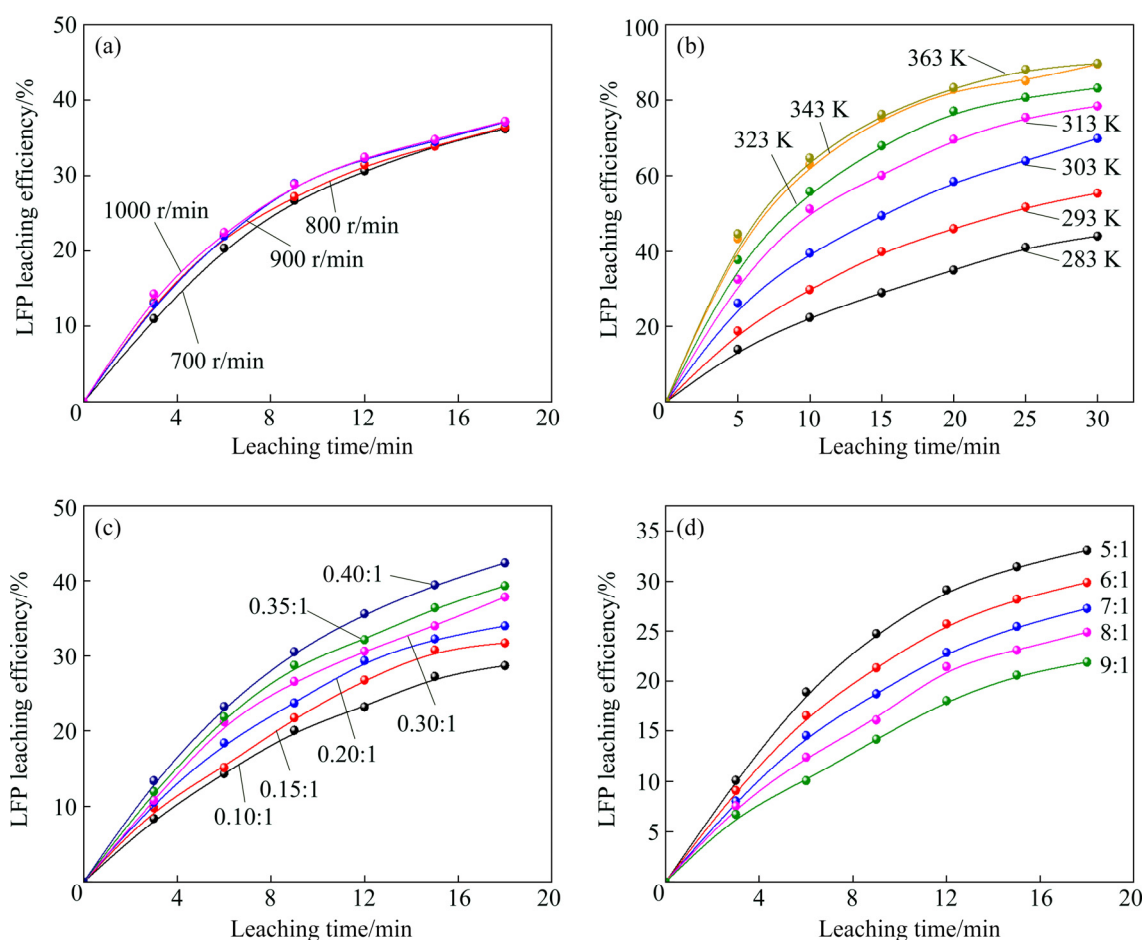 (a)
50
40
30
20
10
0
LFP leaching efficiency/%
1000 r/min
800 r/min
900 r/min
700 r/min
4
8
12
16
20
Leaching time/min
(b)
100
80
60
40
20
0
LFP leaching efficiency/%
363 K
343 K
323 K
313 K
303 K
293 K
283 K
5
10
15
20
25
30
Leaching time/min
(c)
50
40
30
20
10
0
LFP leaching efficiency/%
0.40:1
0.35:1
0.30:1
0.20:1
0.15:1
0.10:1
4
8
12
16
20
Leaching time/min
(d)
35
30
25
20
15
10
5
0
LFP leaching efficiency/%
5:1
6:1
7:1
8:1
9:1
4
8
12
16
20
Leaching time/min